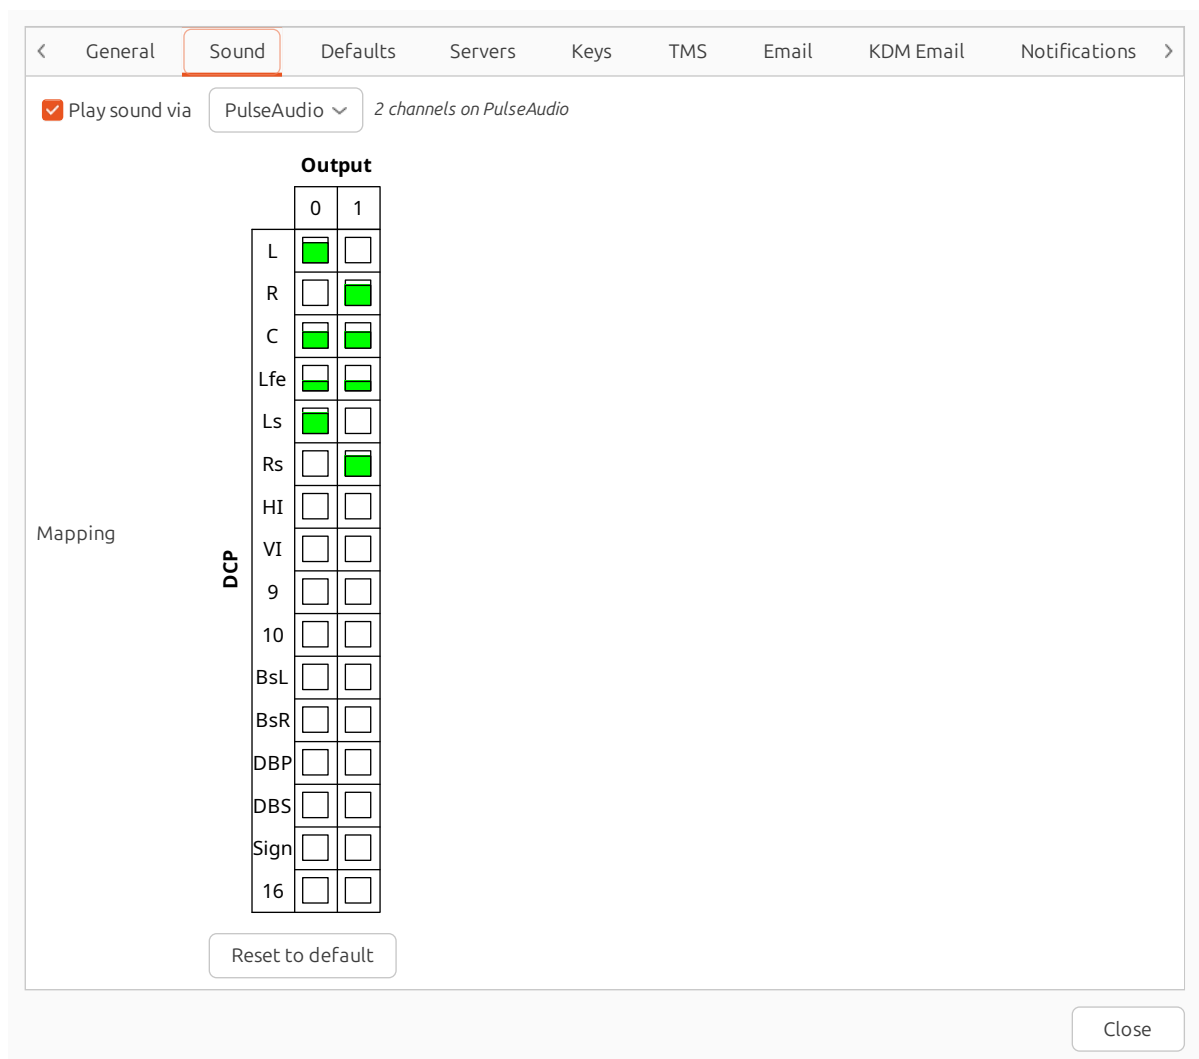 General Sound Defaults Servers Keys TMS Email KDM Email Notifications
Play sound via PulseAudio 2 channels on PulseAudio
Output
0 1
L
R
C
Lfe
Ls
Rs
HI
Mapping
VI
DCP
9
10
BsL
BsR
DBP
DBS
Sign
16
Reset to default
Close